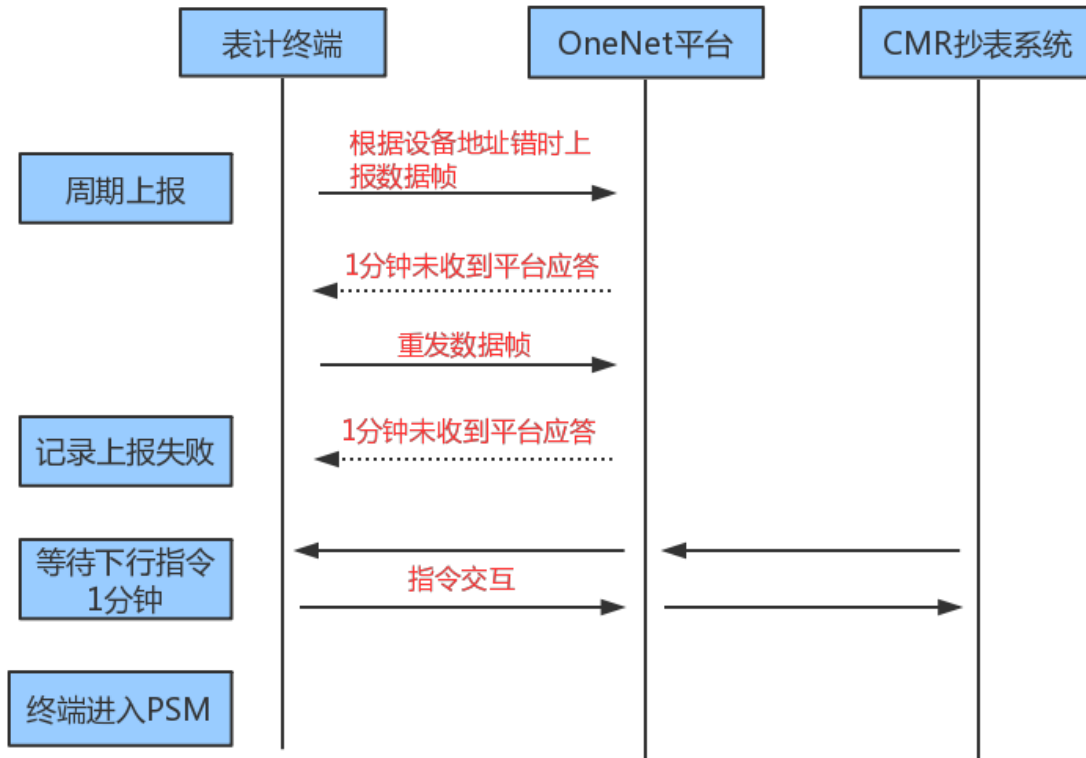 表计终端
OneNet平台
CMR抄表系统
根据设备地址错时上
报数据帧
周期上报
1分钟未收到平台应答
重发数据帧
1分钟未收到平台应答
记录上报失败
等待下行指令
1分钟
指令交互
终端进入PSM